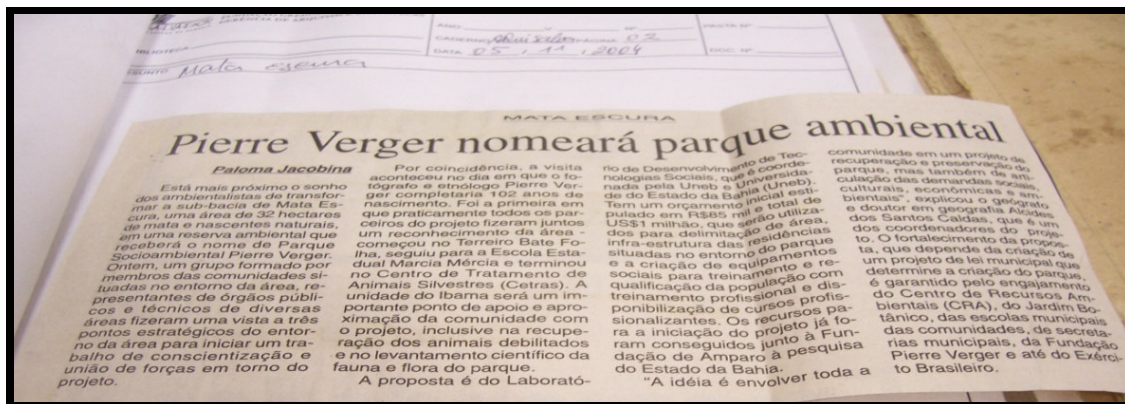 GERÊNCIA DE
BIBLIOTECA
ANO Nº PASTA Nº
CADERNO 02
DATA 05 / 11 / 2004 DOC. Nº
Mata escura
MATA ESCURA
Pierre Verger nomeará parque ambiental
Paloma Jacobina
Está mais próximo o sonho
dos ambientalistas de transfor-
mar a sub-bacia de Mata Es-
cura, uma área de 32 hectares
de mata e nascentes naturais,
em uma reserva ambiental que
receberá o nome de Parque
Socioambiental Pierre Verger.
Ontem, um grupo formado por
membros das comunidades si-
tuadas no entorno da área, re-
presentantes de órgãos públi-
cos e técnicos de diversas
áreas fizeram uma vista a três
pontos estratégicos do entor-
no da área para iniciar um tra-
balho de conscientização e
união de forças em torno do
projeto.
Por coincidência, a visita
aconteceu no dia em que o fo-
tógrafo e etnólogo Pierre Ver-
ger completaria 102 anos de
nascimento. Foi a primeira em
que praticamente todos os par-
ceiros do projeto fizeram juntos
um reconhecimento da área -
começou no Terreiro Bate Fo-
lha, seguiu para a Escola Esta-
dual Marcia Mércia e terminou
no Centro de Tratamento de
Animais Silvestres (Cetras). A
unidade do Ibama será um im-
portante ponto de apoio e apro-
ximação da comunidade com
o projeto, inclusive na recupe-
ração dos animais debilitados
e no levantamento científico da
fauna e flora do parque.
A proposta é do Laborató-
rio de Desenvolvimento de Tec-
nologias Sociais, que é coorde-
nada pela Uneb e Universida-
de do Estado da Bahia (Uneb).
Tem um orçamento inicial esti-
pulado em R$85 mil e total de
US$1 milhão, que serão utiliza-
dos para delimitação de área,
infra-estrutura das residências
situadas no entorno do parque
e a criação de equipamentos
sociais para treinamento e re-
qualificação da população com
treinamento profissional e dis-
ponibilização de cursos profis-
sionalizantes. Os recursos pa-
ra a iniciação do projeto já fo-
ram conseguidos junto à Fun-
dação de Amparo à pesquisa
do Estado da Bahia.
"A idéia é envolver toda a
comunidade em um projeto de
recuperação e preservação do
parque, mas também de arti-
culação das demandas sociais,
culturais, econômicas e am-
bientais", explicou o geógrafo
e doutor em geografia Alcides
dos Santos Caldas, que é um
dos coordenadores do proje-
to. O fortalecimento da propos-
ta, que depende da criação de
um projeto de lei municipal que
determine a criação do parque,
é garantido pelo engajamento
do Centro de Recursos Am-
bientais (CRA), do Jardim Bo-
tânico, das escolas municipais
das comunidades, de secreta-
rias municipais, da Fundação
Pierre Verger e até do Exérci-
to Brasileiro.